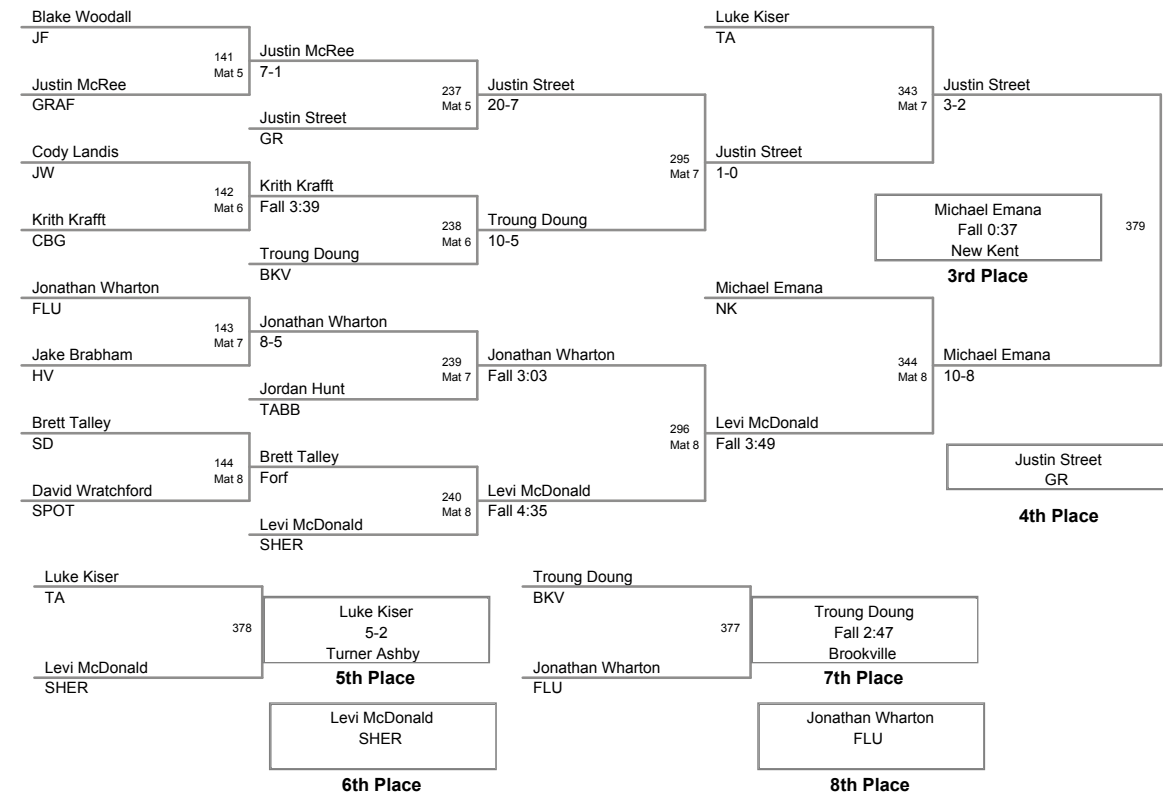 Blake Woodall
JF
141
Mat 5
Justin McRee
GRAF
Justin McRee
7-1
237
Mat 5
Justin Street
GR
Justin Street
20-7
Cody Landis
JW
142
Mat 6
Krith Krafft
CBG
Krith Krafft
Fall 3:39
238
Mat 6
Troung Doung
BKV
Troung Doung
10-5
295
Mat 7
Justin Street
1-0
Luke Kiser
TA
343
Mat 7
Justin Street
3-2
Jonathan Wharton
FLU
143
Mat 7
Jake Brabham
HV
Jonathan Wharton
8-5
239
Mat 7
Jordan Hunt
TABB
Jonathan Wharton
Fall 3:03
Brett Talley
SD
144
Mat 8
David Wratchford
SPOT
Brett Talley
Forf
240
Mat 8
Levi McDonald
SHER
Levi McDonald
Fall 4:35
296
Mat 8
Levi McDonald
Fall 3:49
Michael Emana
NK
344
Mat 8
Michael Emana
10-8
379
Michael Emana
Fall 0:37
New Kent
3rd Place
Justin Street
GR
4th Place
Luke Kiser
TA
378
Levi McDonald
SHER
Luke Kiser
5-2
Turner Ashby
5th Place
Levi McDonald
SHER
6th Place
Troung Doung
BKV
377
Jonathan Wharton
FLU
Troung Doung
Fall 2:47
Brookville
7th Place
Jonathan Wharton
FLU
8th Place